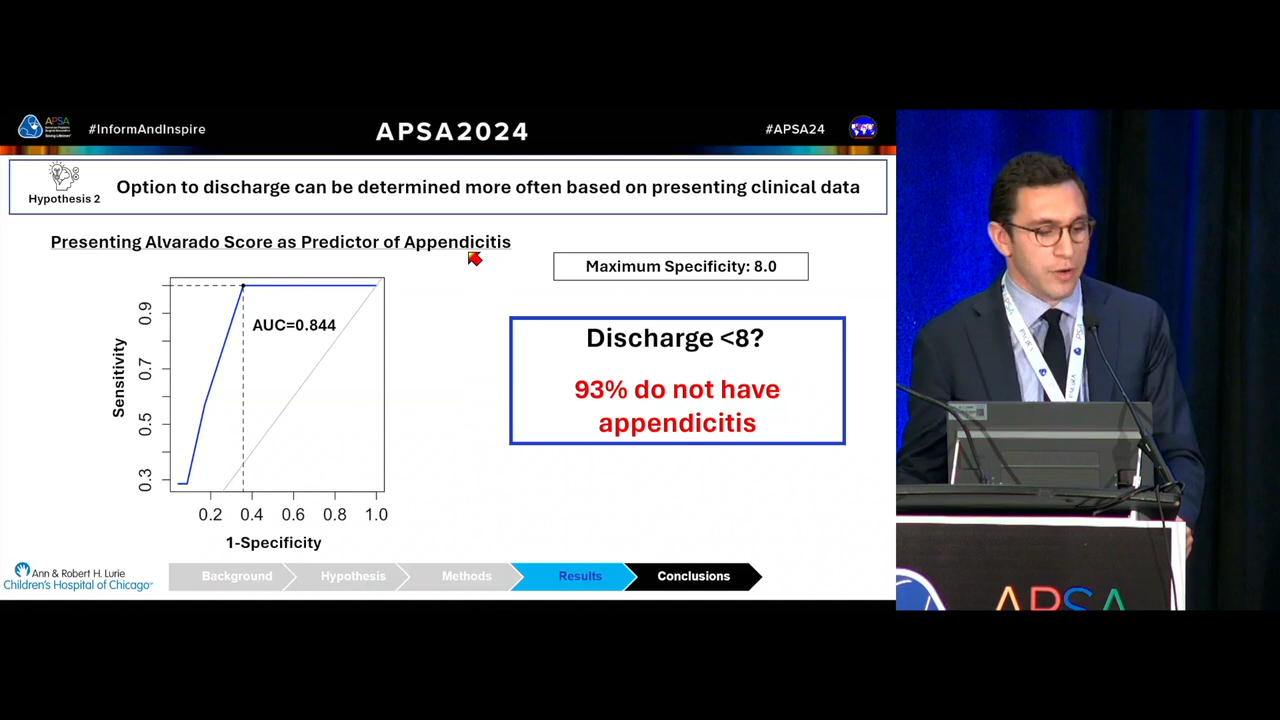 APSA
#InformAndInspire
APSA2024
#APSA24
Hypothesis 2
Option to discharge can be determined more often based on presenting clinical data
Presenting Alvarado Score as Predictor of Appendicitis
Maximum Specificity: 8.0
AUC=0.844
Sensitivity
0.9
0.7
0.5
0.3
0.2 0.4 0.6 0.8 1.0
1-Specificity
Discharge <8?
93% do not have
appendicitis
Ann & Robert H. Lurie
Children's Hospital of Chicago
Background
Hypothesis
Methods
Results
Conclusions
APSA